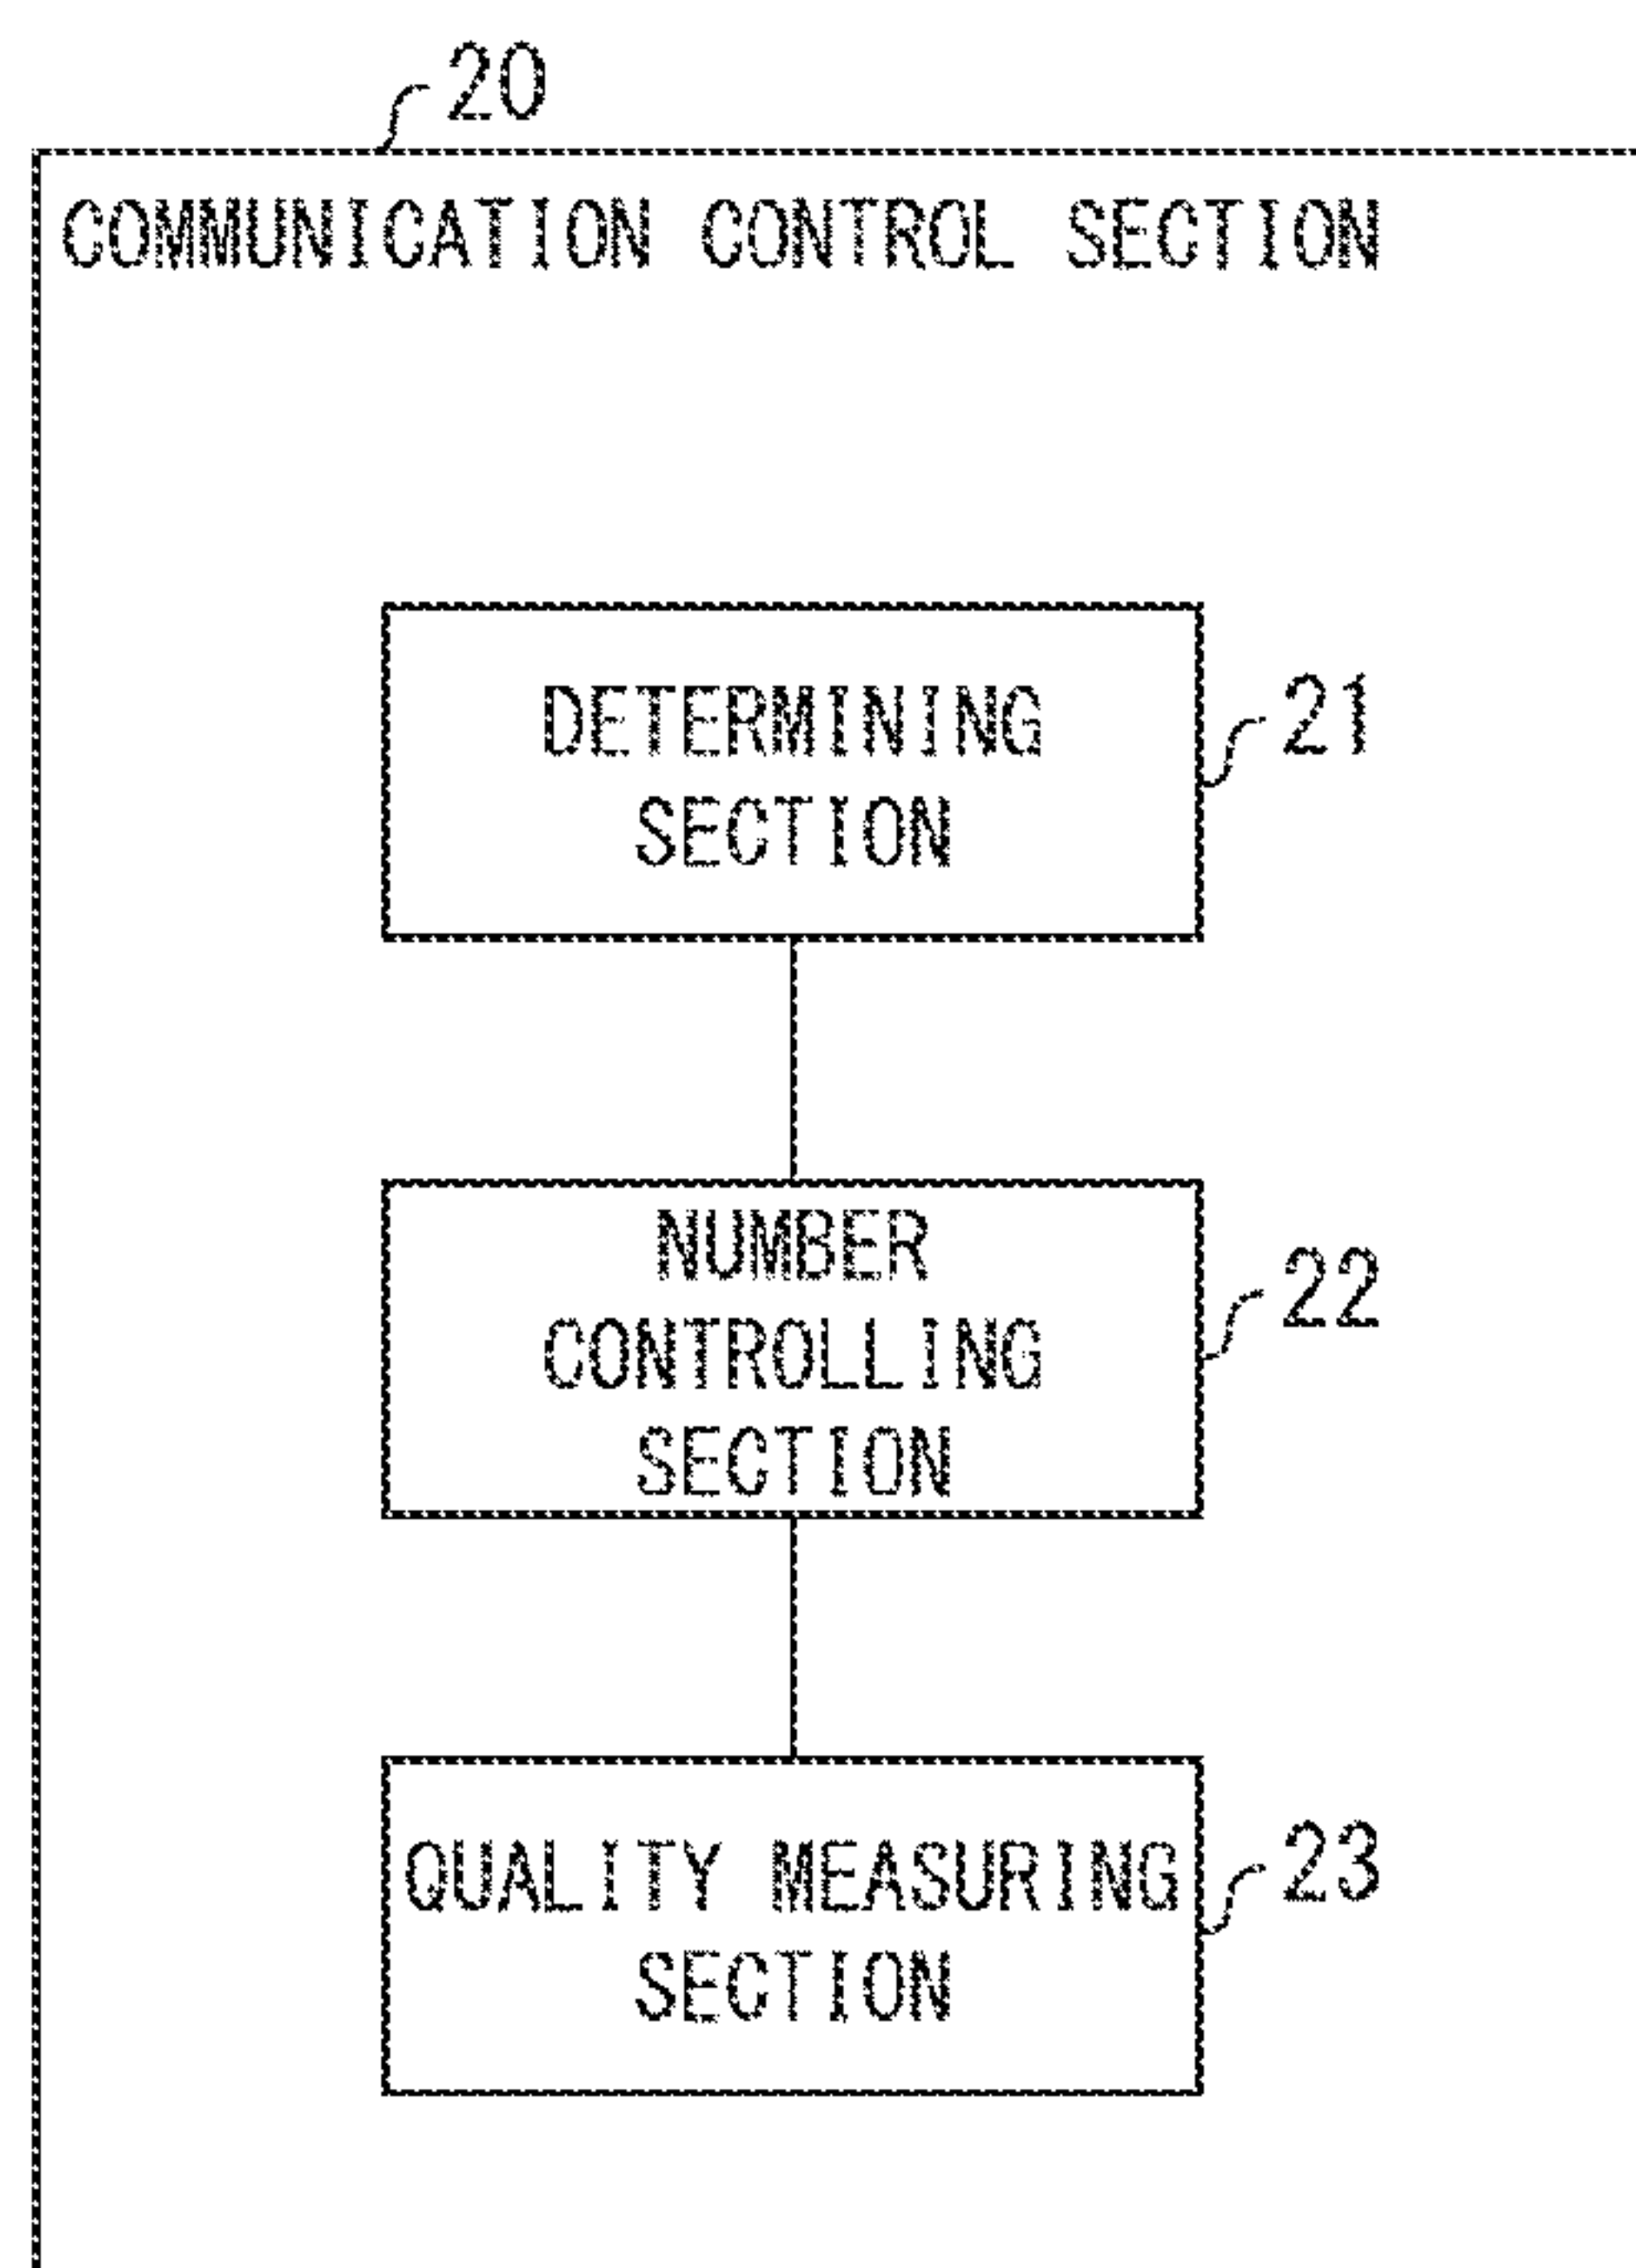 20
COMMUNICATION CONTROL SECTION
DETERMINING
SECTION
21
NUMBER
CONTROLLING
SECTION
22
QUALITY MEASURING
SECTION
23